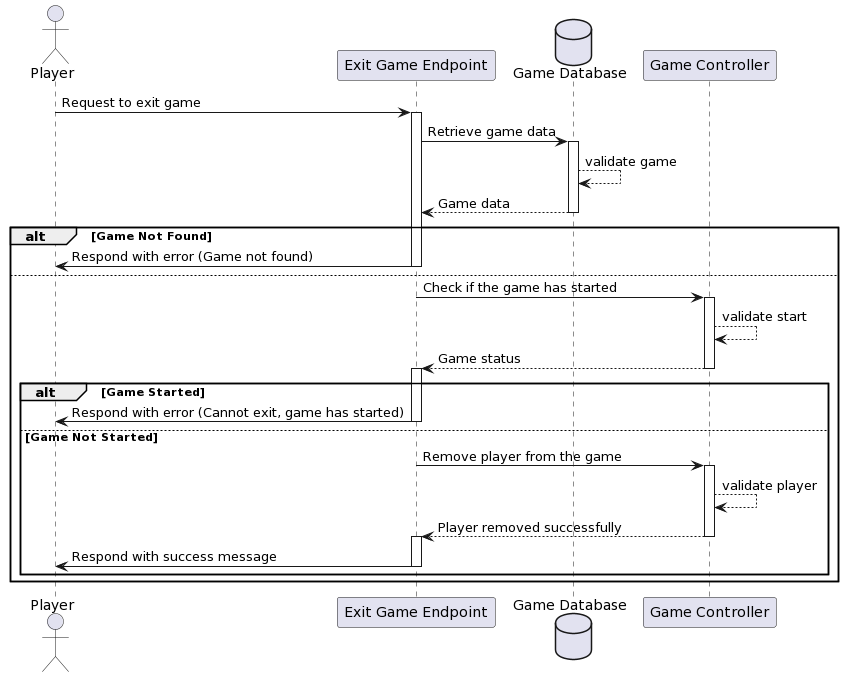 Player
Exit Game Endpoint
Game Database
Game Controller
Request to exit game
Retrieve game data
validate game
Game data
alt [Game Not Found]
Respond with error (Game not found)
Check if the game has started
validate start
Game status
alt [Game Started]
Respond with error (Cannot exit, game has started)
[Game Not Started]
Remove player from the game
validate player
Player removed successfully
Respond with success message
Player
Exit Game Endpoint
Game Database
Game Controller